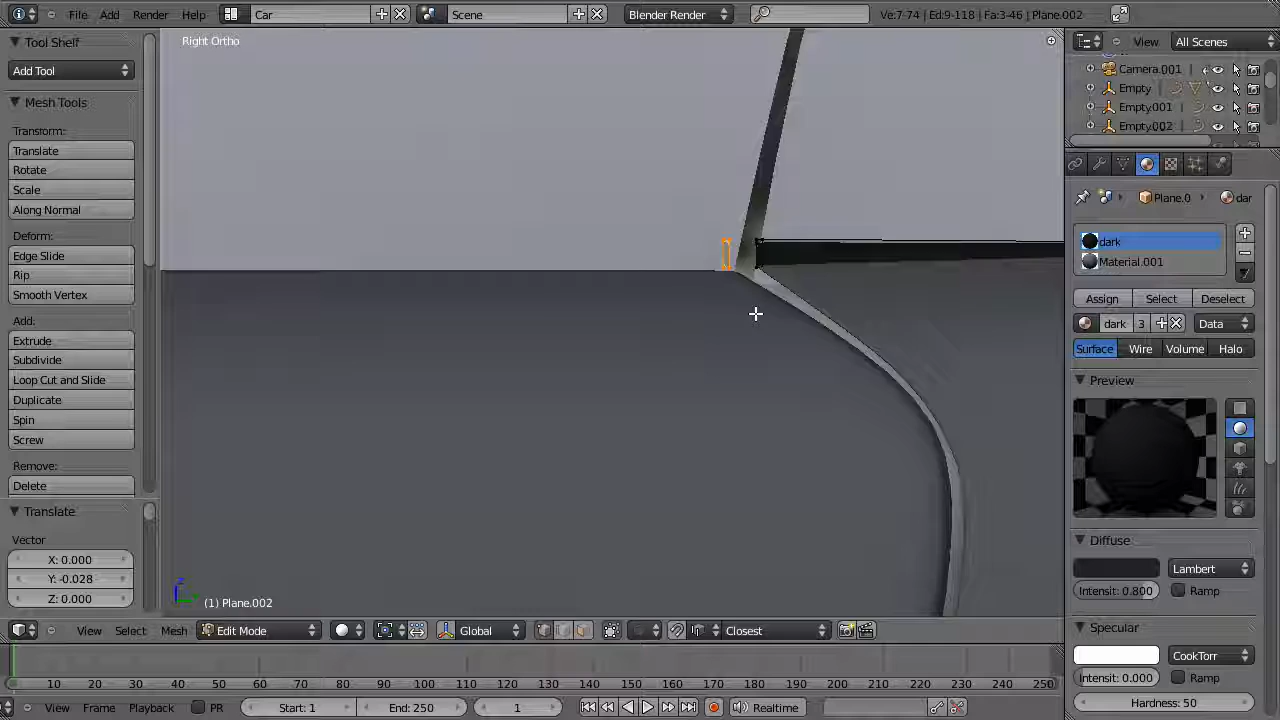 File Add Render Help Car Scene Blender Render Ve:7-74 | Ed:9-118 | Fa:3-46 | Plane.002
Tool Shelf
Add Tool
Mesh Tools
Transform:
Translate
Rotate
Scale
Along Normal
Deform:
Edge Slide
Rip
Smooth Vertex
Add:
Extrude
Subdivide
Loop Cut and Slide
Duplicate
Spin
Screw
Remove:
Delete
Translate
Vector
X: 0.000
Y: -0.028
Z: 0.000
Right Ortho
(1) Plane.002
View Select Mesh Edit Mode Global Closest
View All Scenes
Camera.001
Empty
Empty.001
Empty.002
Plane.0 dar
dark
Material.001
Assign Select Deselect
dark 3 Data
Surface Wire Volume Halo
Preview
Diffuse
Lambert
Intensit: 0.800 Ramp
Specular
CookTorr
Intensit: 0.000 Ramp
Hardness: 50
10 20 30 40 50 60 70 80 90 100 110 120 130 140 150 160 170 180 190 200 210 220 230 240 250
View Frame Playback PR Start: 1 End: 250 1 Realtime